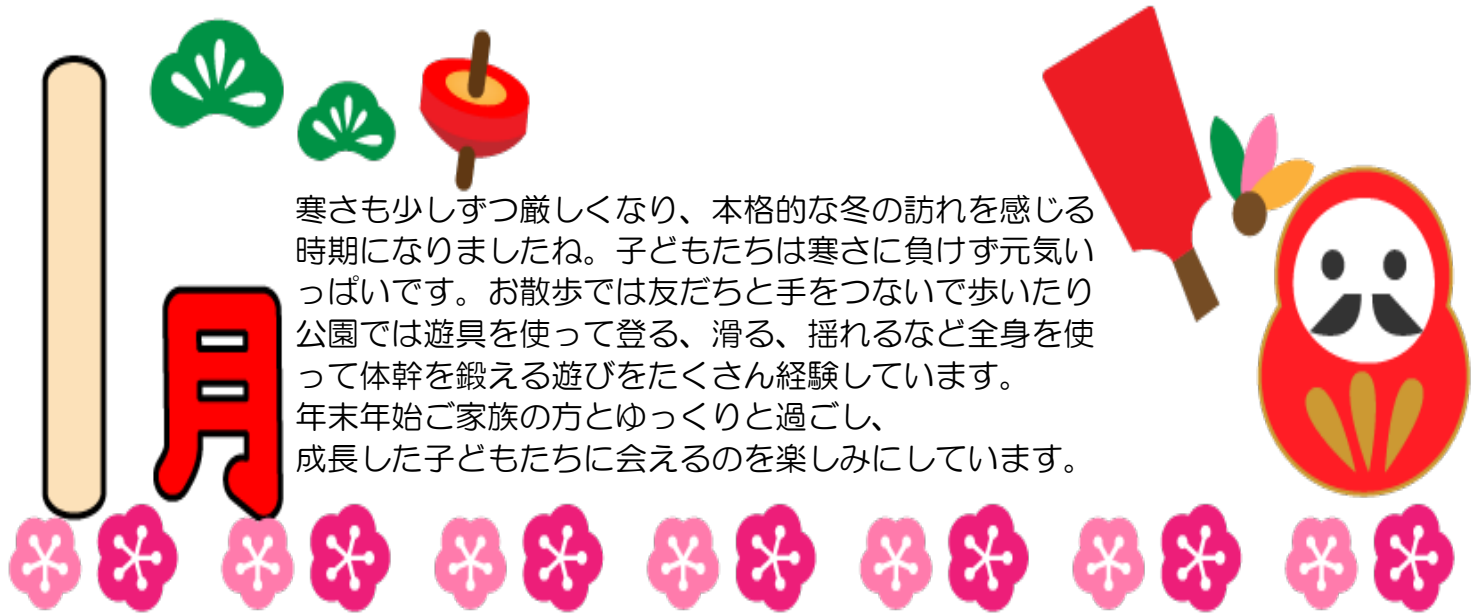 1月
寒さも少しずつ厳しくなり、本格的な冬の訪れを感じる
時期になりましたね。子どもたちは寒さに負けず元気い
っぱいです。お散歩では友だちと手をつないで歩いたり
公園では遊具を使って登る、滑る、揺れるなど全身を使
って体幹を鍛える遊びをたくさん経験しています。
年末年始ご家族の方とゆっくりと過ごし、
成長した子どもたちに会えるのを楽しみにしています。